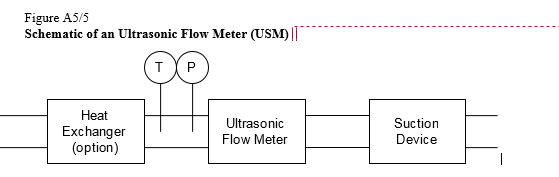 Figure A5/5
Schematic of an Ultrasonic Flow Meter (USM)
T P
Heat
Exchanger
(option)
Ultrasonic
Flow Meter
Suction
Device